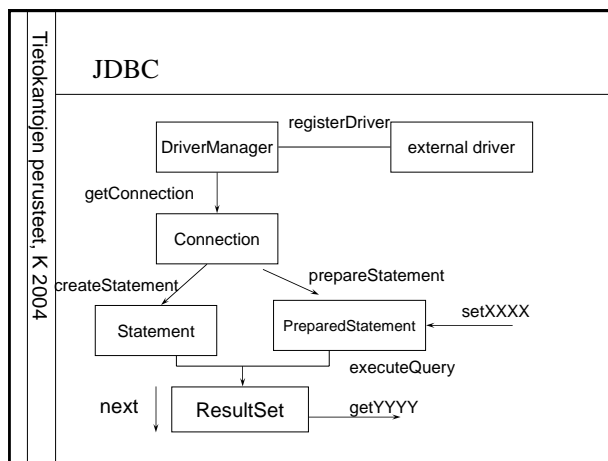 Tietokantojen perusteet, K 2004
JDBC
registerDriver
DriverManager
external driver
getConnection
Connection
createStatement
prepareStatement
Statement
PreparedStatement
setXXXX
executeQuery
next
ResultSet
getYYYY